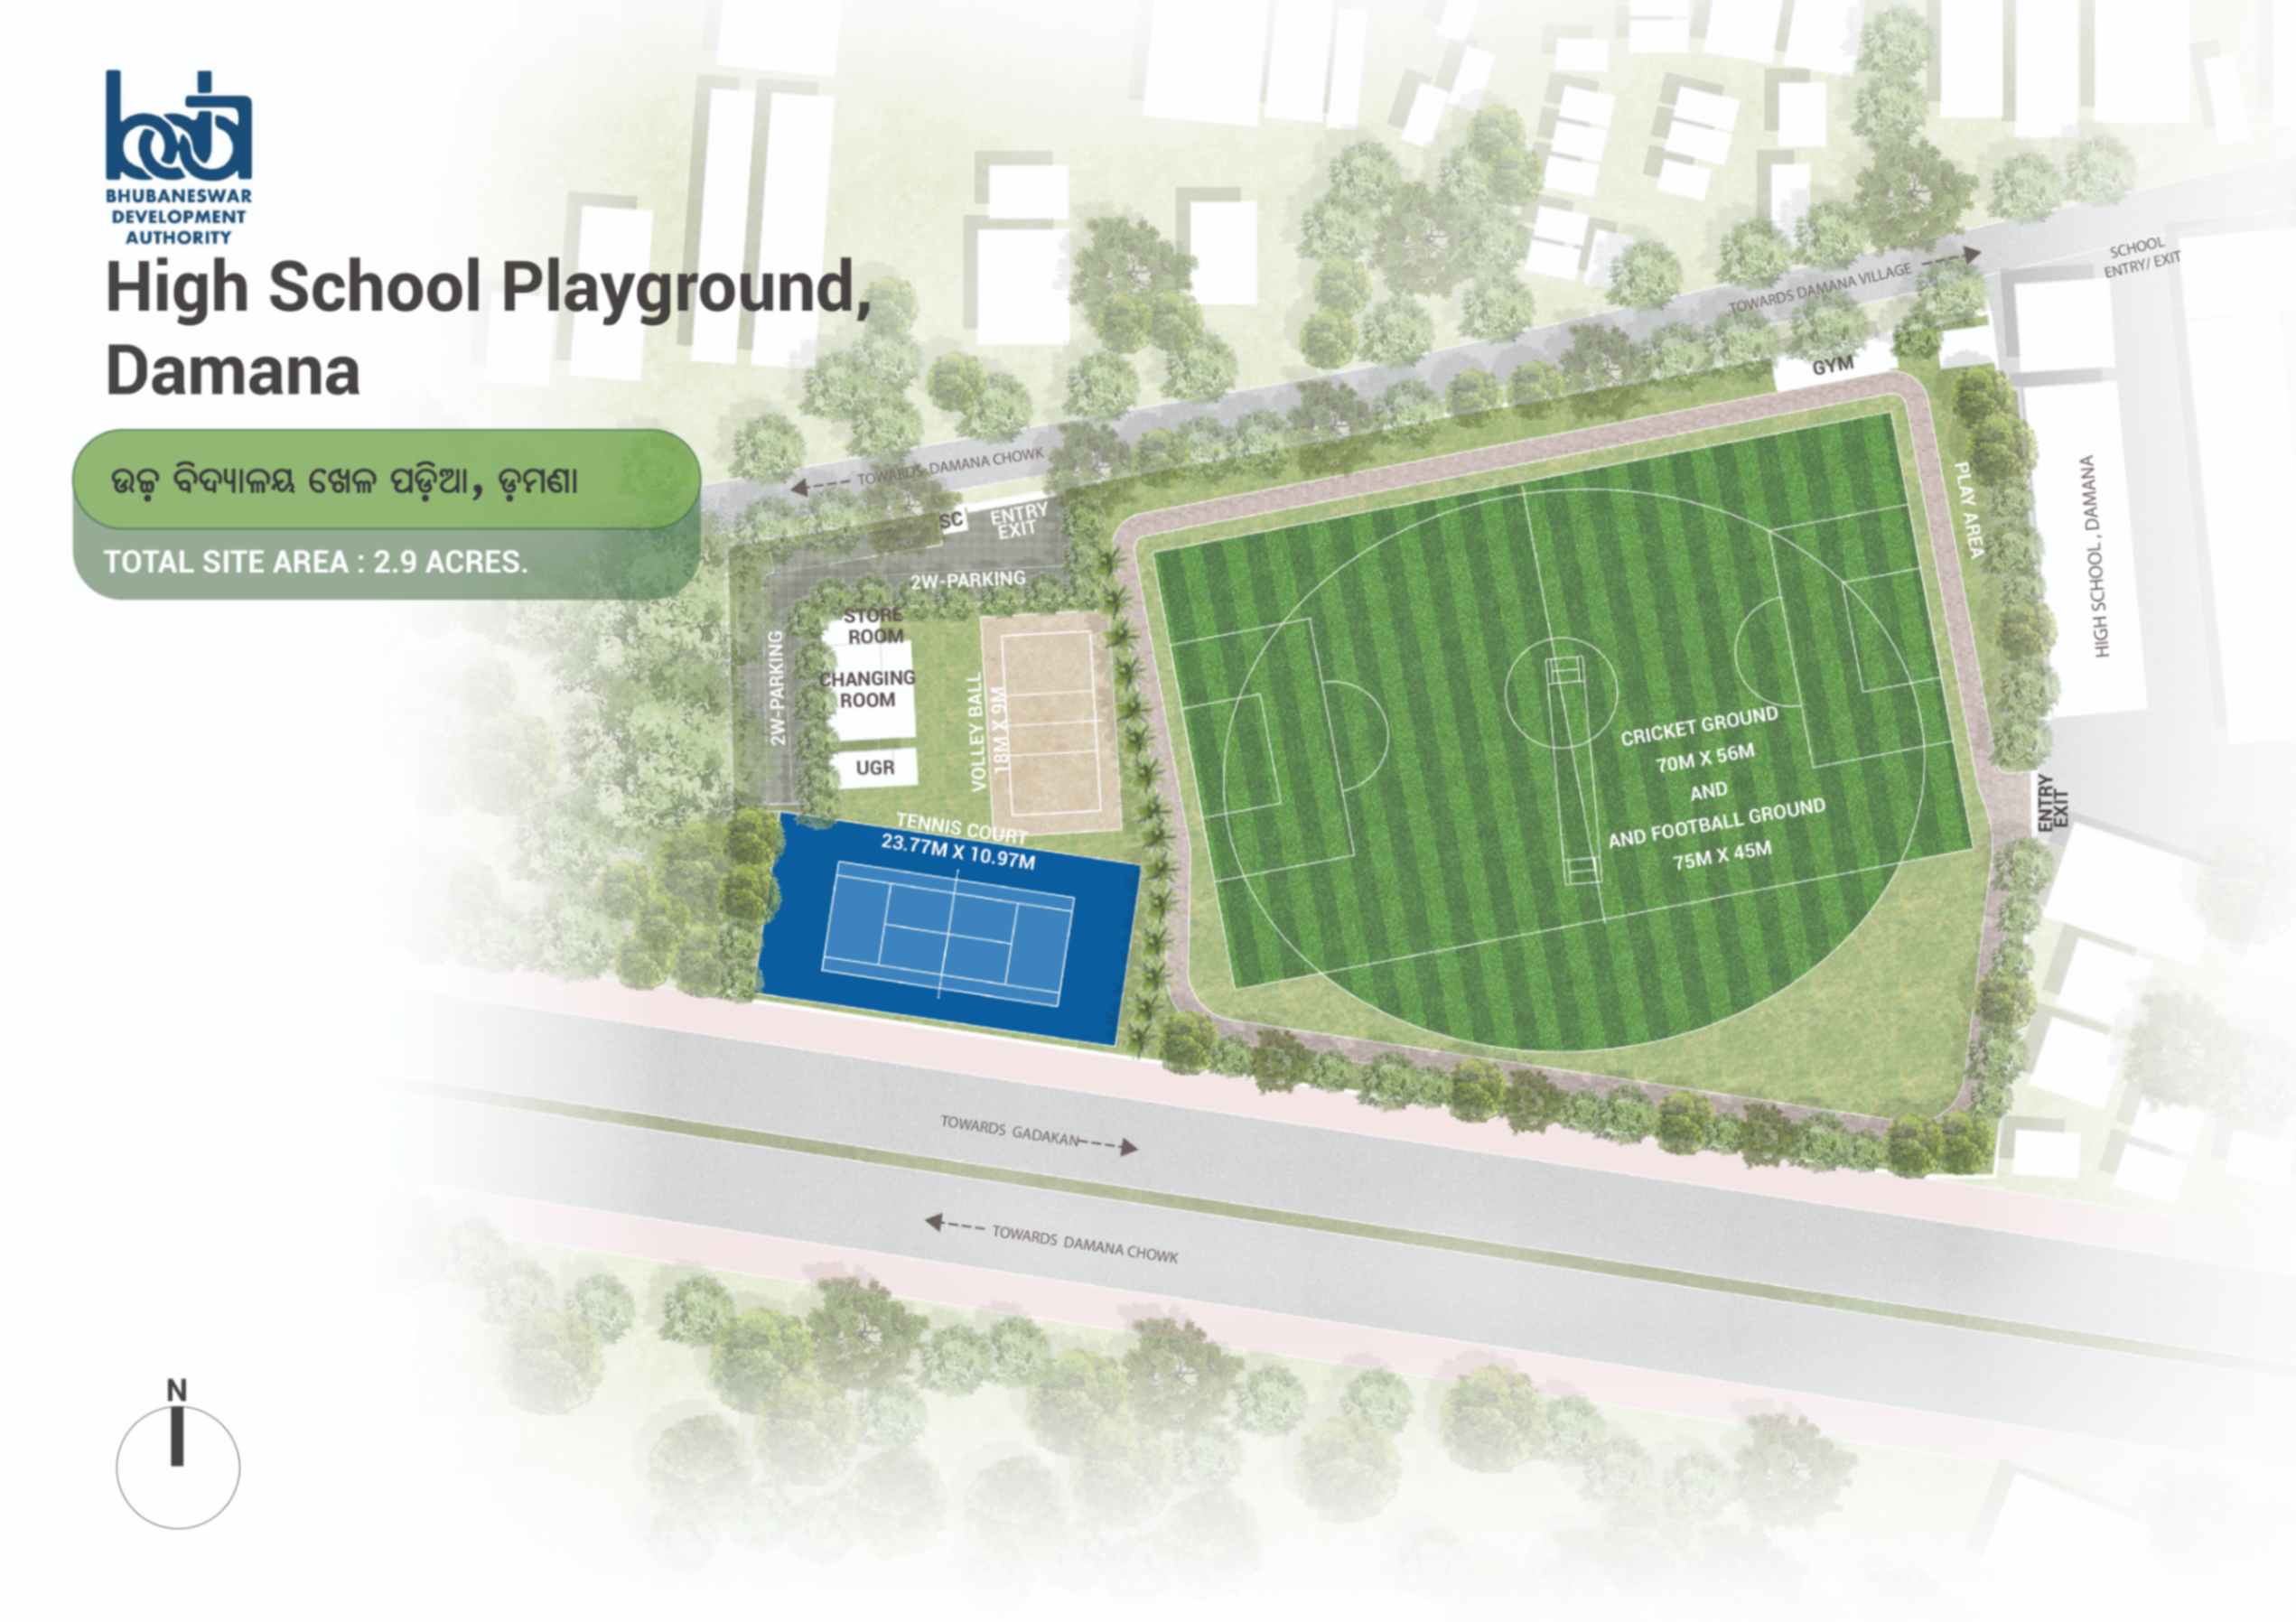 BHUBANESWAR
DEVELOPMENT
AUTHORITY
High School Playground,
Damana
ଉଚ୍ଚ ବିଦ୍ୟାଳୟ ଖେଳ ପଡ଼ିଆ, ଡ଼ମଣା
TOTAL SITE AREA : 2.9 ACRES.
SCHOOL
ENTRY/ EXIT
TOWARDS DAMANA VILLAGE
GYM
TOWARDS DAMANA CHOWK
SC
ENTRY
EXIT
2W-PARKING
2W-PARKING
STORE
ROOM
CHANGING
ROOM
UGR
VOLLEY BALL
18M X 9M
TENNIS COURT
23.77M X 10.97M
PLAY AREA
HIGH SCHOOL, DAMANA
CRICKET GROUND
70M X 56M
AND
AND FOOTBALL GROUND
75M X 45M
ENTRY
EXIT
TOWARDS GADAKAN
TOWARDS DAMANA CHOWK
N